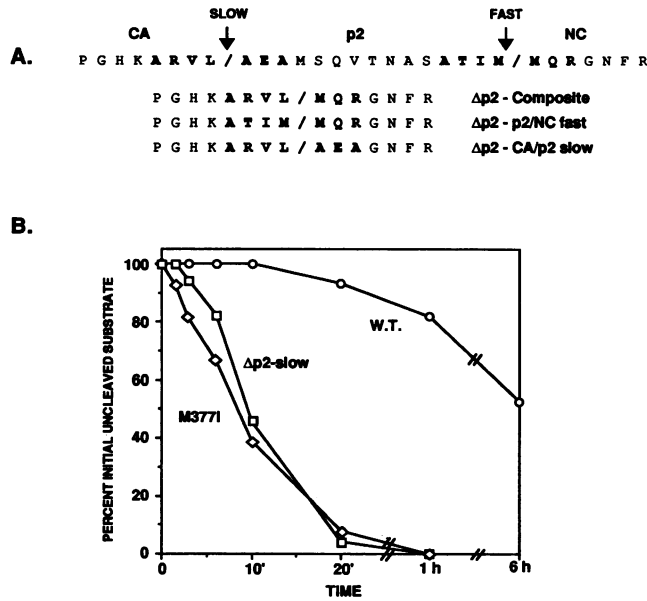 SLOW FAST
CA p2 NC
A. P G H K A R V L / A E A M S Q V T N A S A T I M / M Q R G N F R
P G H K A R V L / M Q R G N F R Δp2 - Composite
P G H K A T I M / M Q R G N F R Δp2 - p2/NC fast
P G H K A R V L / A E A G N F R Δp2 - CA/p2 slow
B.
PERCENT INITIAL UNCLEAVED SUBSTRATE
100
80
60
40
20
0
W.T.
Δp2-slow
M377I
0 10' 20' 1 h 6 h
TIME